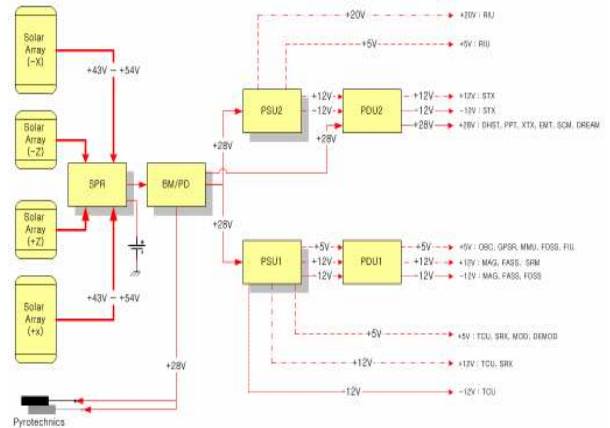 Solar
Array
(-X)
+43V - +54V
Solar
Array
(-Z)
Solar
Array
(+Z)
Solar
Array
(+x)
+43V - +54V
SPR
BM/PD
+28V
+28V
+28V
+28V
Pyrotechnics
PSU2
PDU2
+20V
+20V : RIU
+5V
+5V : RIU
+12V
-12V
+12V
+12V : STX
-12V
-12V : STX
+28V
+28V : DHST, PPT, XTX, EMT, SCM, DREAM
PSU1
PDU1
+5V
+12V
-12V
+5V
+5V : OBC, GPSR, MMU, FOSS, FIU
+12V
+12V : MAG, FASS, SRM
-12V
-12V : MAG, FASS, FOSS
+5V
+5V : TCU, SRX, MOD, DEMOD
+12V
+12V : TCU, SRX
-12V
-12V : TCU